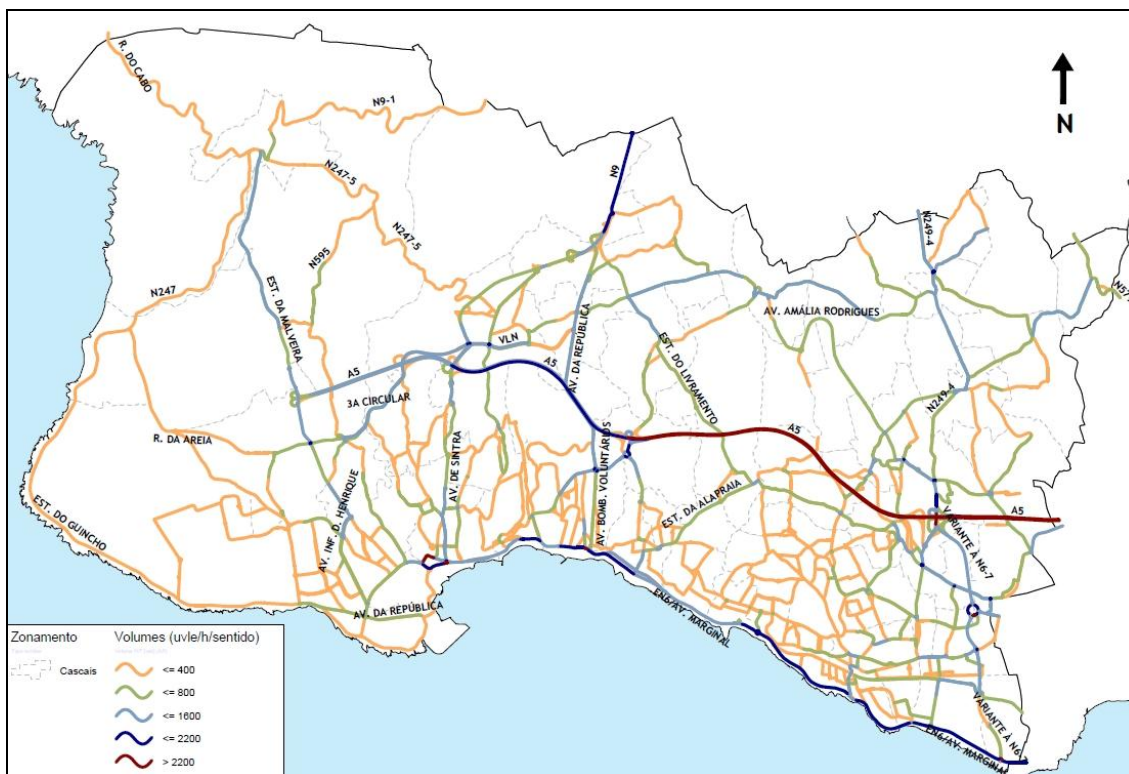 R. DO CABO
N9-1
N
N9
N247-5
N249-4
N247-5
N595
N57
N247
EST. DA MALVEIRA
AV. AMÁLIA RODRIGUES
AV. DA REPÚBLICA
EST. DO LIVRAMENTO
VLN
A5
A5
3A CIRCULAR
N249-4
R. DA AREIA
A5
AV. DE SINTRA
AV. BOMB. VOLUNTÁRIOS
EST. DA ALAPRAIA
AV. INF. D. HENRIQUE
EST. DO GUINCHO
A5
VARIANTE À N6-7
AV. DA REPÚBLICA
EN6/AV. MARGINAL
VARIANTE À N6-7
EN6/AV. MARGINAL
Zonamento
Cascais
Volumes (uvle/h/sentido)
<= 400
<= 800
<= 1600
<= 2200
> 2200